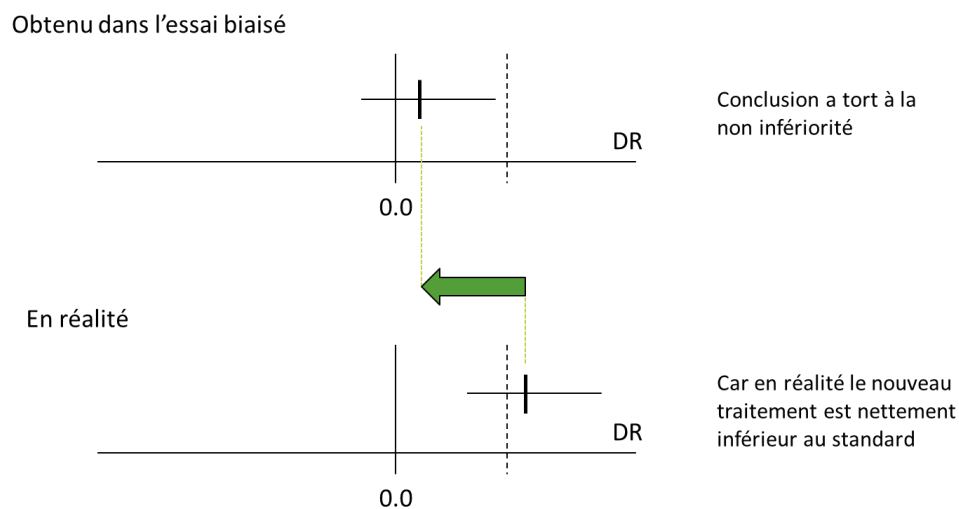 Obtenu dans l'essai biaisé
Conclusion a tort à la
non infériorité
DR
0.0
En réalité
Car en réalité le nouveau
traitement est nettement
inférieur au standard
DR
0.0